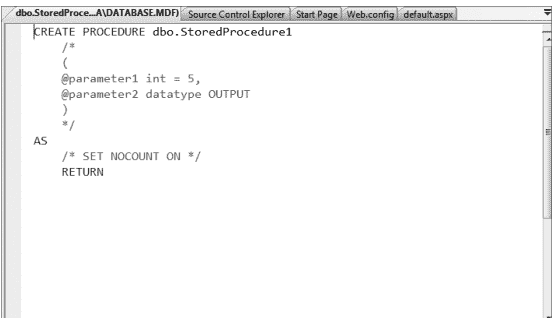 dbo.StoredProce...A\DATABASE.MDF) Source Control Explorer Start Page Web.config default.aspx
CREATE PROCEDURE dbo.StoredProcedure1
/*
(
@parameter1 int = 5,
@parameter2 datatype OUTPUT
)
*/
AS
/* SET NOCOUNT ON */
RETURN